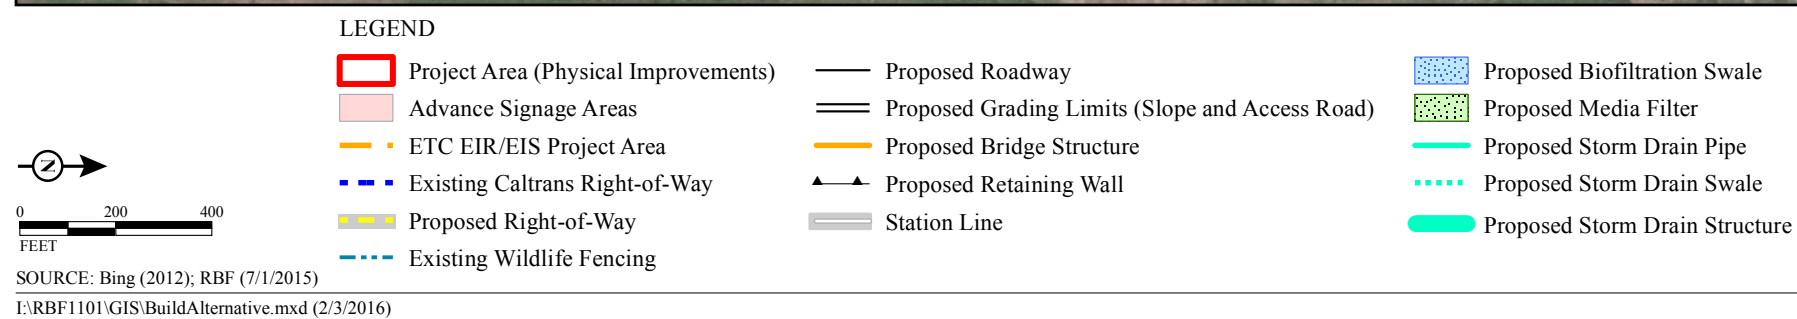 LEGEND
Project Area (Physical Improvements)
Advance Signage Areas
ETC EIR/EIS Project Area
Existing Caltrans Right-of-Way
Proposed Right-of-Way
Existing Wildlife Fencing
Proposed Roadway
Proposed Grading Limits (Slope and Access Road)
Proposed Bridge Structure
Proposed Retaining Wall
Station Line
Proposed Biofiltration Swale
Proposed Media Filter
Proposed Storm Drain Pipe
Proposed Storm Drain Swale
Proposed Storm Drain Structure
N
0 200 400
FEET
SOURCE: Bing (2012); RBF (7/1/2015)
I:\RBF1101\GIS\BuildAlternative.mxd (2/3/2016)